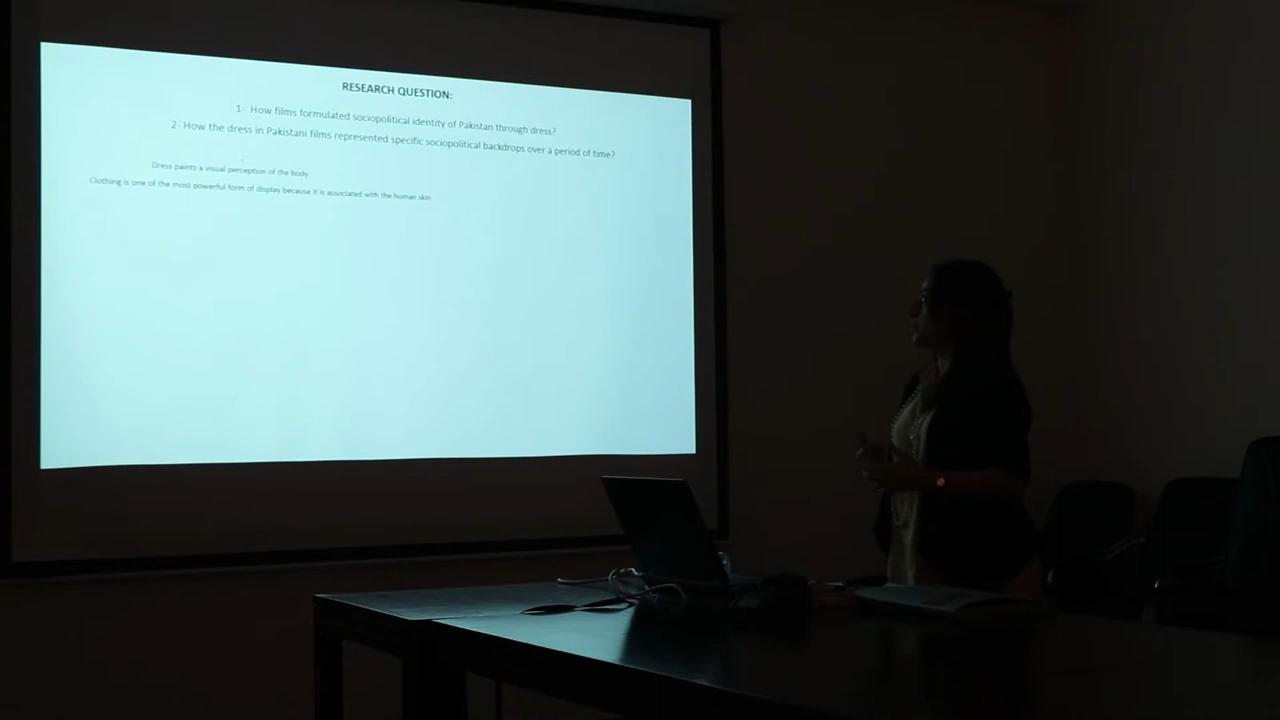 RESEARCH QUESTION:
1- How films formulated sociopolitical identity of Pakistan through dress?
2- How the dress in Pakistani films represented specific sociopolitical backdrops over a period of time?
Dress paints a visual perception of the body
Clothing is one of the most powerful form of display because it is associated with the human skin